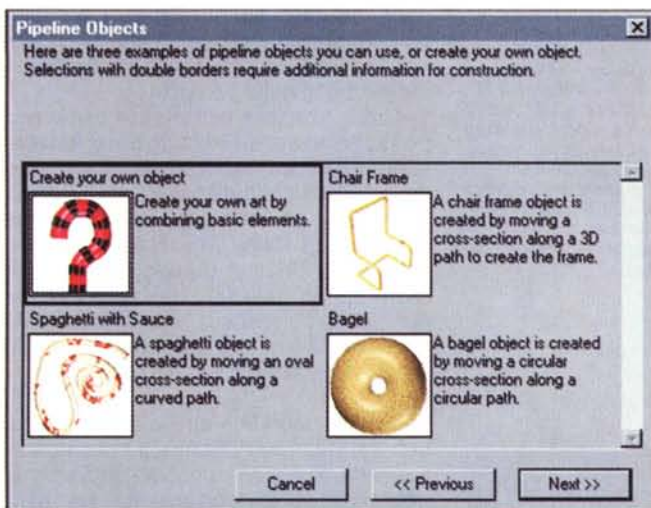 Pipeline Objects
Here are three examples of pipeline objects you can use, or create your own object.
Selections with double borders require additional information for construction.
Create your own object
Create your own art by
combining basic elements.
Chair Frame
A chair frame object is
created by moving a
cross-section along a 3D
path to create the frame.
Spaghetti with Sauce
A spaghetti object is
created by moving an oval
cross-section along a
curved path.
Bagel
A bagel object is created
by moving a circular
cross-section along a
circular path.
Cancel
<< Previous
Next >>